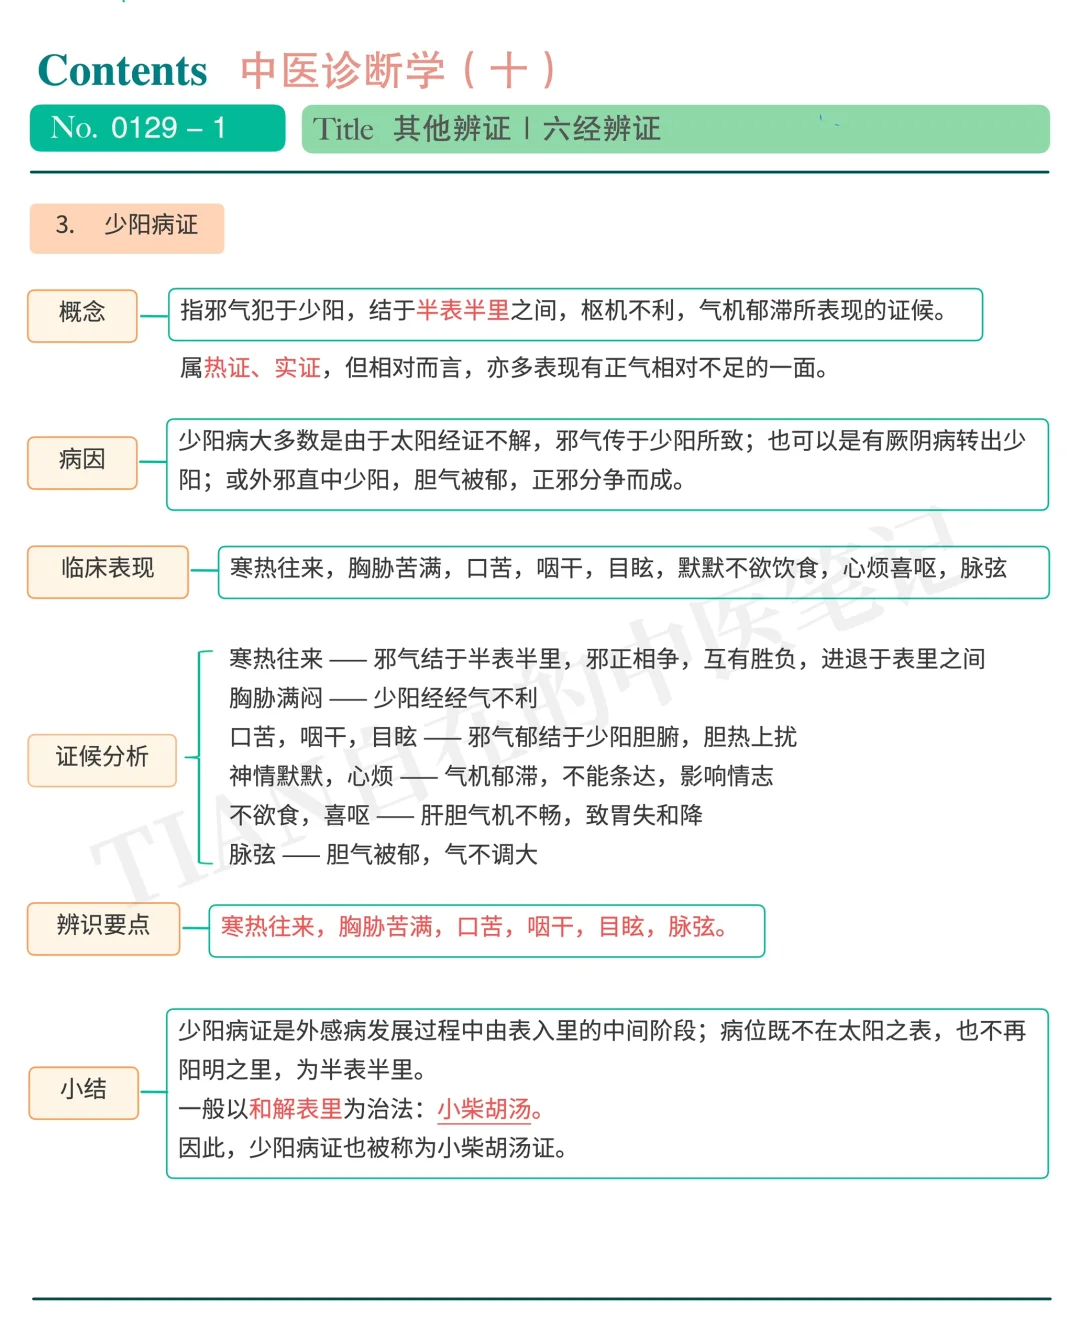 Contents 中医诊断学（十）
No. 0129 – 1
Title 其他辨证 | 六经辨证
3. 少阳病证
概念
指邪气犯于少阳，结于半表半里之间，枢机不利，气机郁滞所表现的证候。
属热证、实证，但相对而言，亦多表现有正气相对不足的一面。
病因
少阳病大多数是由于太阳经证不解，邪气传于少阳所致；也可以是有厥阴病转出少
阳；或外邪直中少阳，胆气被郁，正邪分争而成。
临床表现
寒热往来，胸胁苦满，口苦，咽干，目眩，默默不欲饮食，心烦喜呕，脉弦
证候分析
寒热往来 —— 邪气结于半表半里，邪正相争，互有胜负，进退于表里之间
胸胁满闷 —— 少阳经经气不利
口苦，咽干，目眩 —— 邪气郁结于少阳胆腑，胆热上扰
神情默默，心烦 —— 气机郁滞，不能条达，影响情志
不欲食，喜呕 —— 肝胆气机不畅，致胃失和降
脉弦 —— 胆气被郁，气不调大
辨识要点
寒热往来，胸胁苦满，口苦，咽干，目眩，脉弦。
小结
少阳病证是外感病发展过程中由表入里的中间阶段；病位既不在太阳之表，也不再
阳明之里，为半表半里。
一般以和解表里为治法：小柴胡汤。
因此，少阳病证也被称为小柴胡汤证。
TIAN自在的中医笔记